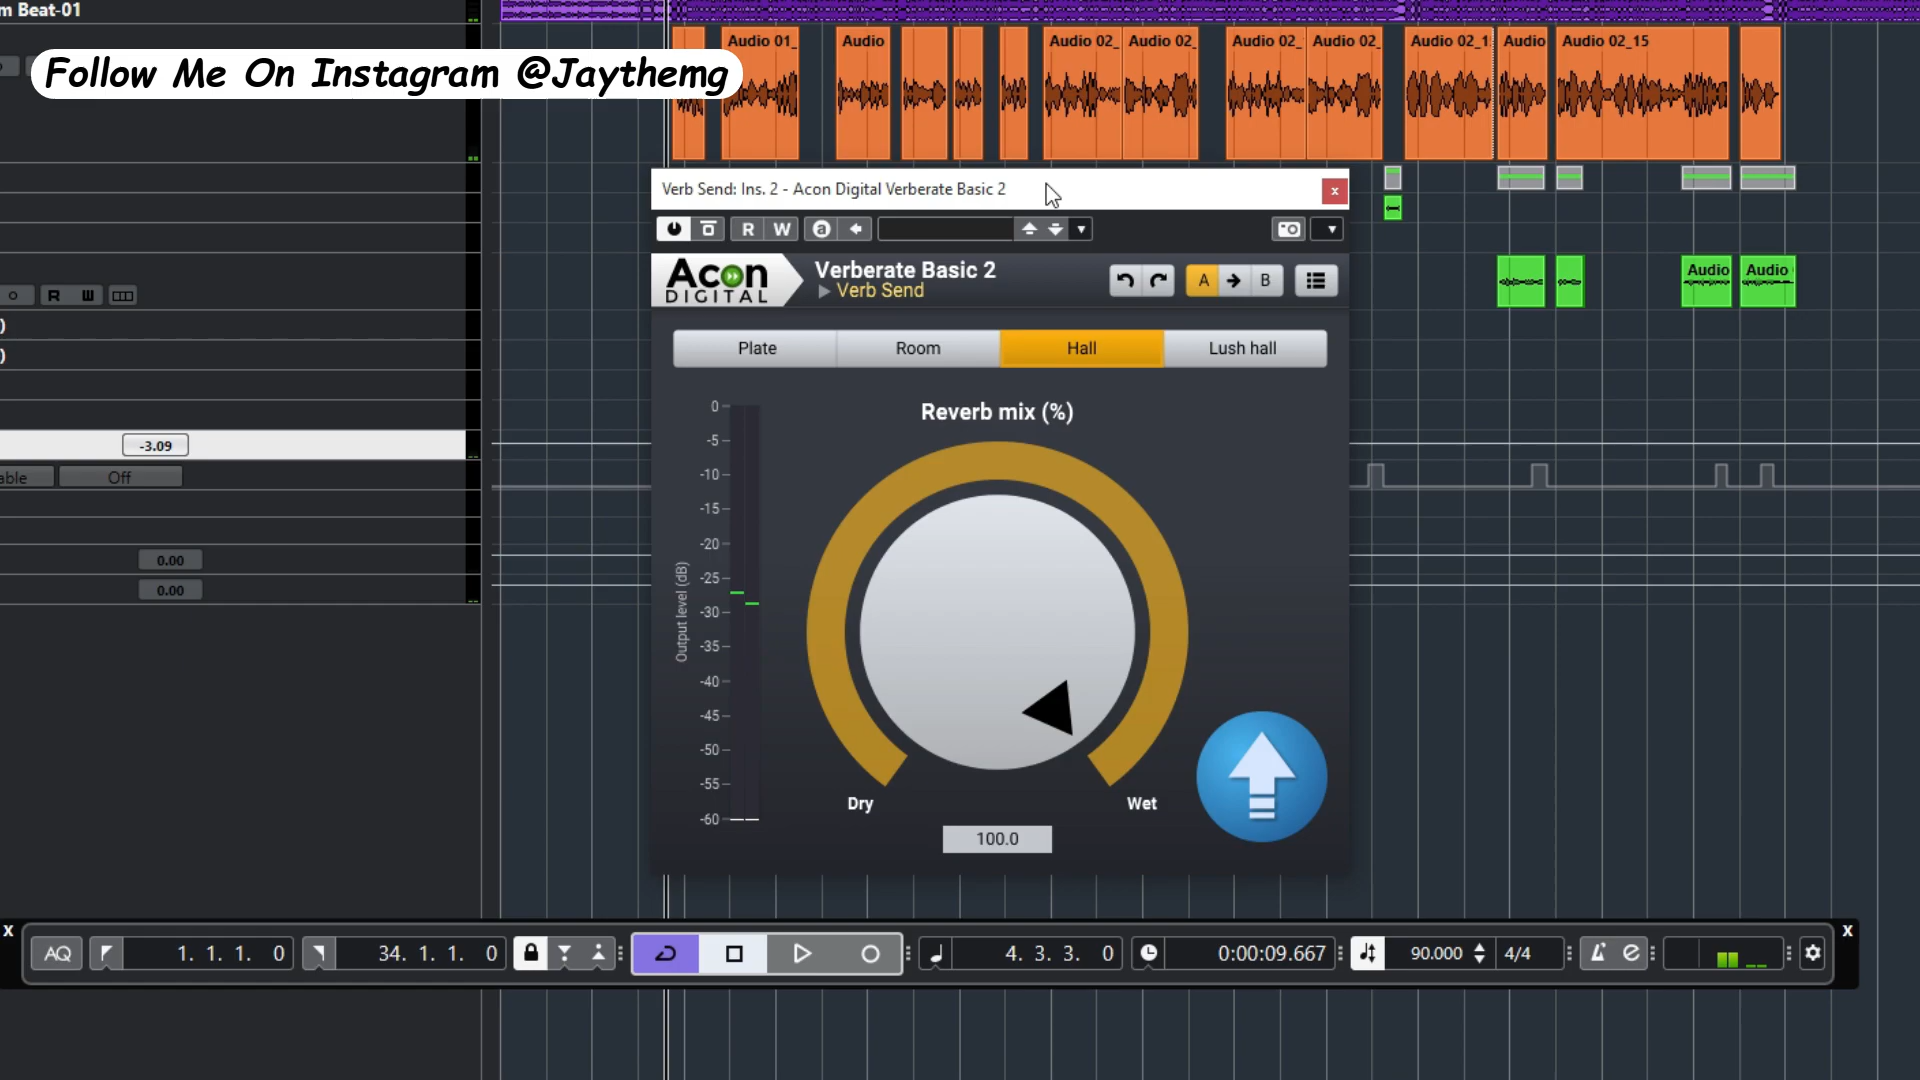 m Beat-01
Audio 01_
Audio
Audio 02_
Audio 02_
Audio 02_
Audio 02_
Audio 02_1
Audio
Audio 02_15
Follow Me On Instagram @Jaythemg
Verb Send: Ins. 2 - Acon Digital Verberate Basic 2
x
R W a
Acon
DIGITAL
Verberate Basic 2
Verb Send
A
B
Audio
Audio
R
)
)
Plate
Room
Hall
Lush hall
Reverb mix (%)
0
-5
-10
-15
-20
-25
-30
-35
-40
-45
-50
-55
-60
Output level (dB)
-3.09
able
Off
0.00
0.00
Dry
Wet
100.0
x
AQ
1. 1. 1. 0
34. 1. 1. 0
4. 3. 3. 0
0:00:09.667
90.000
4/4
e
x